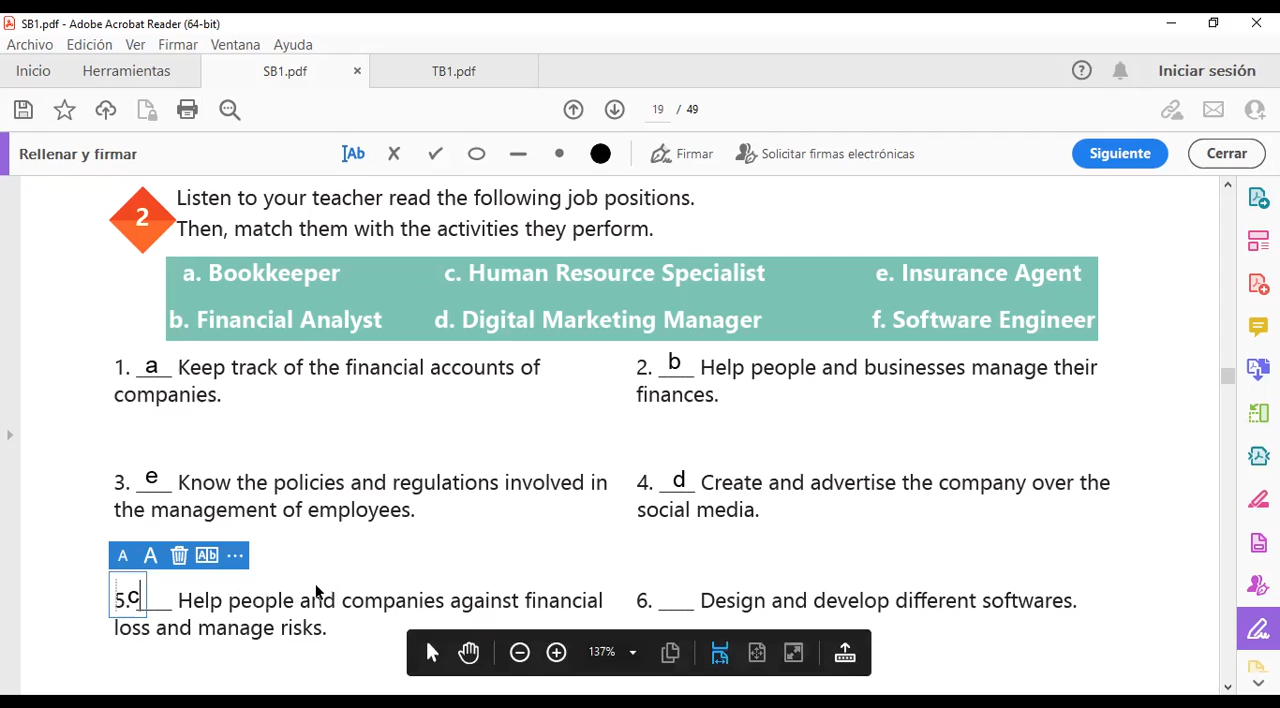 SB1.pdf - Adobe Acrobat Reader (64-bit)
Archivo Edición Ver Firmar Ventana Ayuda
Inicio Herramientas SB1.pdf × TB1.pdf Iniciar sesión
19 / 49
Rellenar y firmar Ab Firmar Solicitar firmas electrónicas Siguiente Cerrar
2 Listen to your teacher read the following job positions.
Then, match them with the activities they perform.
a. Bookkeeper c. Human Resource Specialist e. Insurance Agent
b. Financial Analyst d. Digital Marketing Manager f. Software Engineer
1. a Keep track of the financial accounts of
companies.
2. b Help people and businesses manage their
finances.
3. e Know the policies and regulations involved in
the management of employees.
4. d Create and advertise the company over the
social media.
A A Ab ...
5. c ___ Help people and companies against financial
loss and manage risks.
6. ___ Design and develop different softwares.
137%